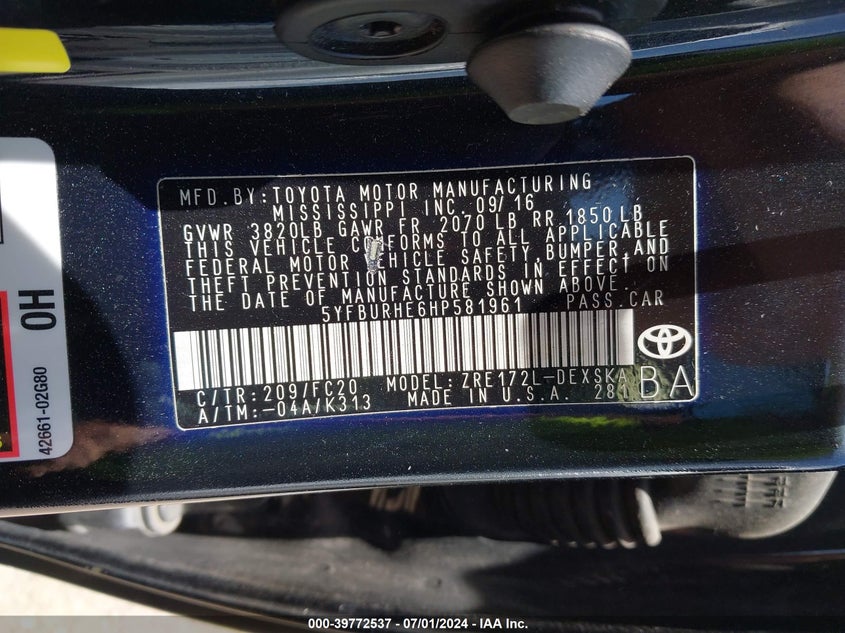 MFD. BY: TOYOTA MOTOR MANUFACTURING
MISSISSIPPI INC 09/16
GVWR 3820LB GAWR FR 2070 LB RR 1850 LB
THIS VEHICLE CONFORMS TO ALL APPLICABLE
FEDERAL MOTOR VEHICLE SAFETY, BUMPER, AND
THEFT PREVENTION STANDARDS IN EFFECT ON
THE DATE OF MANUFACTURE SHOWN ABOVE.
5YFBURHE6HP581961 PASS. CAR
C/TR: 209/FC20 MODEL: ZRE172L-DEXSKA
A/TM: -04A/K313 MADE IN U.S.A.
BA
OH
42661-02G80
000-39772537 - 07/01/2024 - IAA Inc.